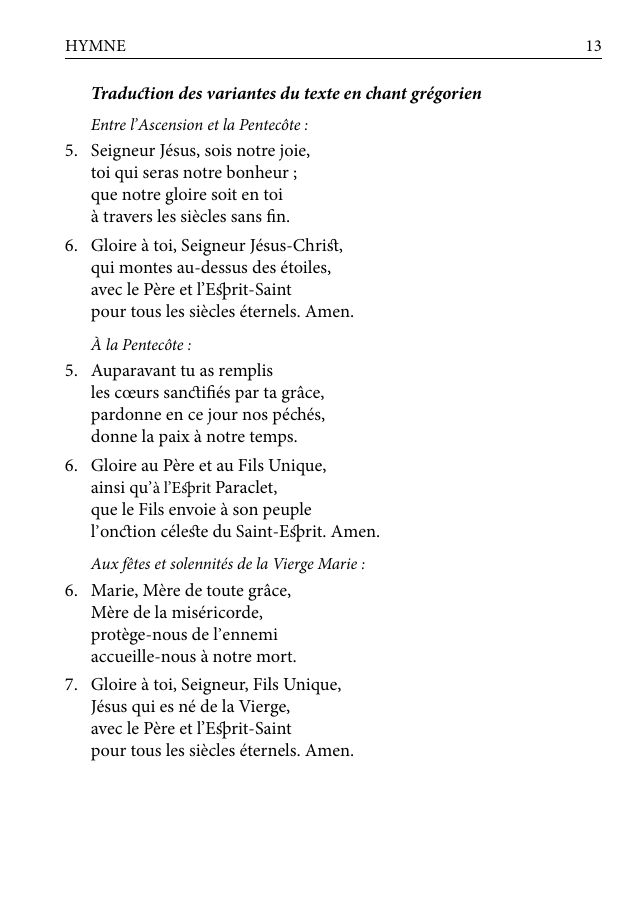 HYMNE 13
Traduction des variantes du texte en chant grégorien
Entre l’Ascension et la Pentecôte :
5. Seigneur Jésus, sois notre joie,
toi qui seras notre bonheur ;
que notre gloire soit en toi
à travers les siècles sans fin.
6. Gloire à toi, Seigneur Jésus-Christ,
qui montes au-dessus des étoiles,
avec le Père et l’Esprit-Saint
pour tous les siècles éternels. Amen.
À la Pentecôte :
5. Auparavant tu as remplis
les cœurs sanctifiés par ta grâce,
pardonne en ce jour nos péchés,
donne la paix à notre temps.
6. Gloire au Père et au Fils Unique,
ainsi qu’à l’Esprit Paraclet,
que le Fils envoie à son peuple
l’onction céleste du Saint-Esprit. Amen.
Aux fêtes et solennités de la Vierge Marie :
6. Marie, Mère de toute grâce,
Mère de la miséricorde,
protège-nous de l’ennemi
accueille-nous à notre mort.
7. Gloire à toi, Seigneur, Fils Unique,
Jésus qui es né de la Vierge,
avec le Père et l’Esprit-Saint
pour tous les siècles éternels. Amen.